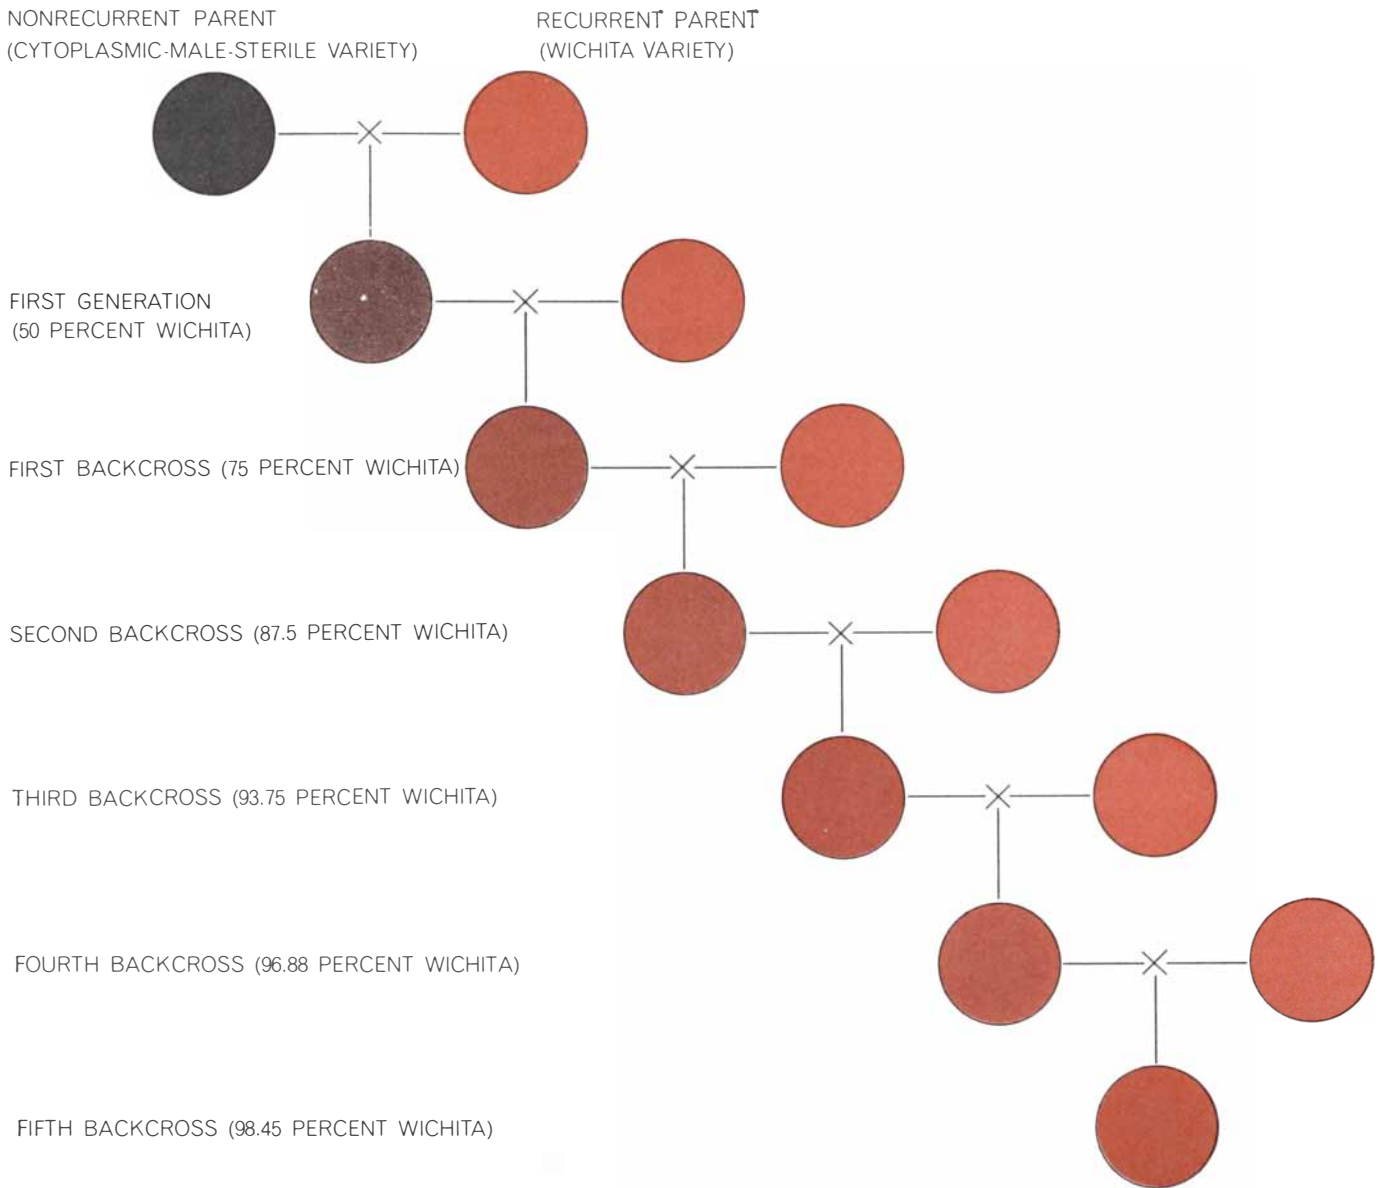 NONRECURRENT PARENT
(CYTOPLASMIC-MALE-STERILE VARIETY)
RECURRENT PARENT
(WICHITA VARIETY)
FIRST GENERATION
(50 PERCENT WICHITA)
FIRST BACKCROSS (75 PERCENT WICHITA)
SECOND BACKCROSS (87.5 PERCENT WICHITA)
THIRD BACKCROSS (93.75 PERCENT WICHITA)
FOURTH BACKCROSS (96.88 PERCENT WICHITA)
FIFTH BACKCROSS (98.45 PERCENT WICHITA)